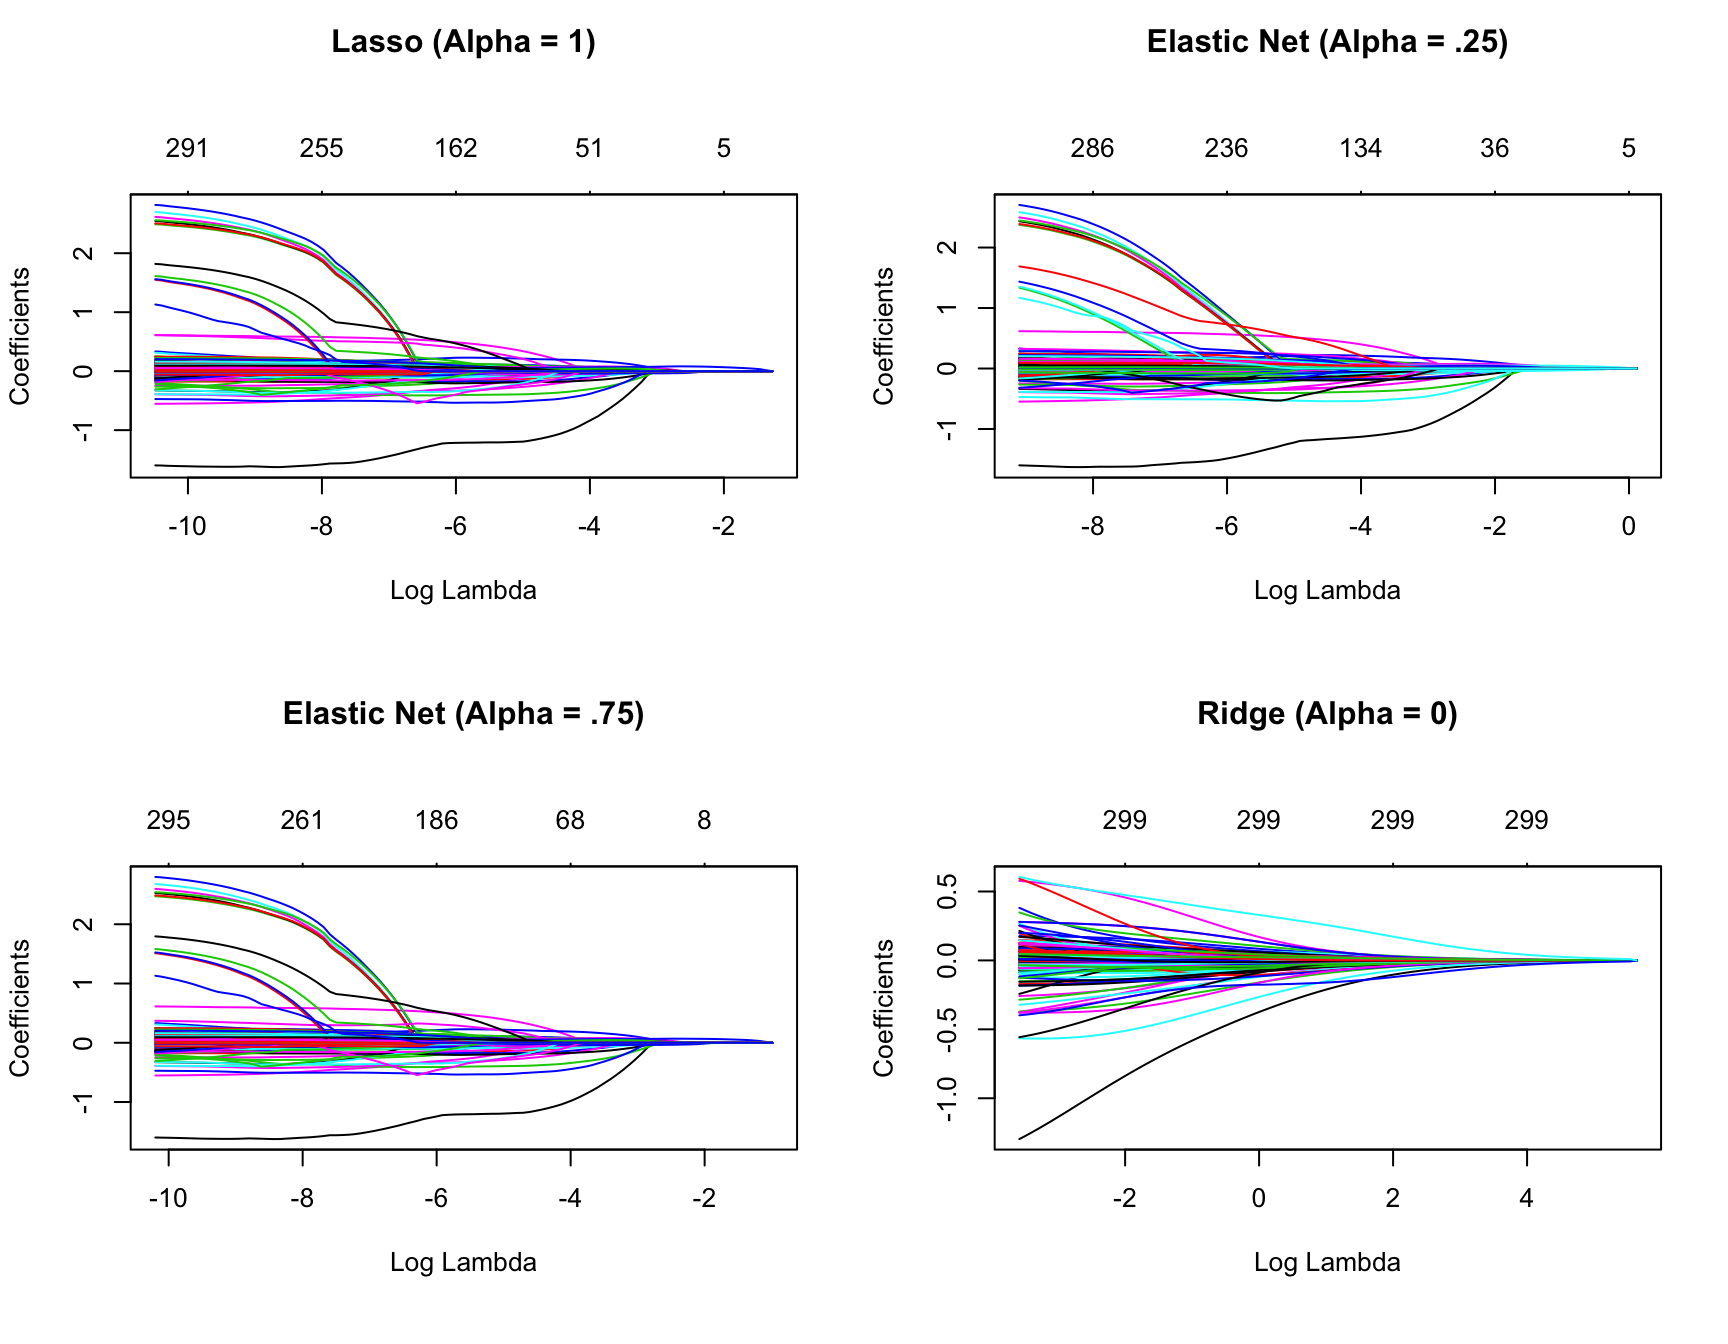 Lasso (Alpha = 1)
291 255 162 51 5
2
1
0
-1
Coefficients
-10 -8 -6 -4 -2
Log Lambda
Elastic Net (Alpha = .25)
286 236 134 36 5
2
1
0
-1
Coefficients
-8 -6 -4 -2 0
Log Lambda
Elastic Net (Alpha = .75)
295 261 186 68 8
2
1
0
-1
Coefficients
-10 -8 -6 -4 -2
Log Lambda
Ridge (Alpha = 0)
299 299 299 299
0.5
0.0
-0.5
-1.0
Coefficients
-2 0 2 4
Log Lambda